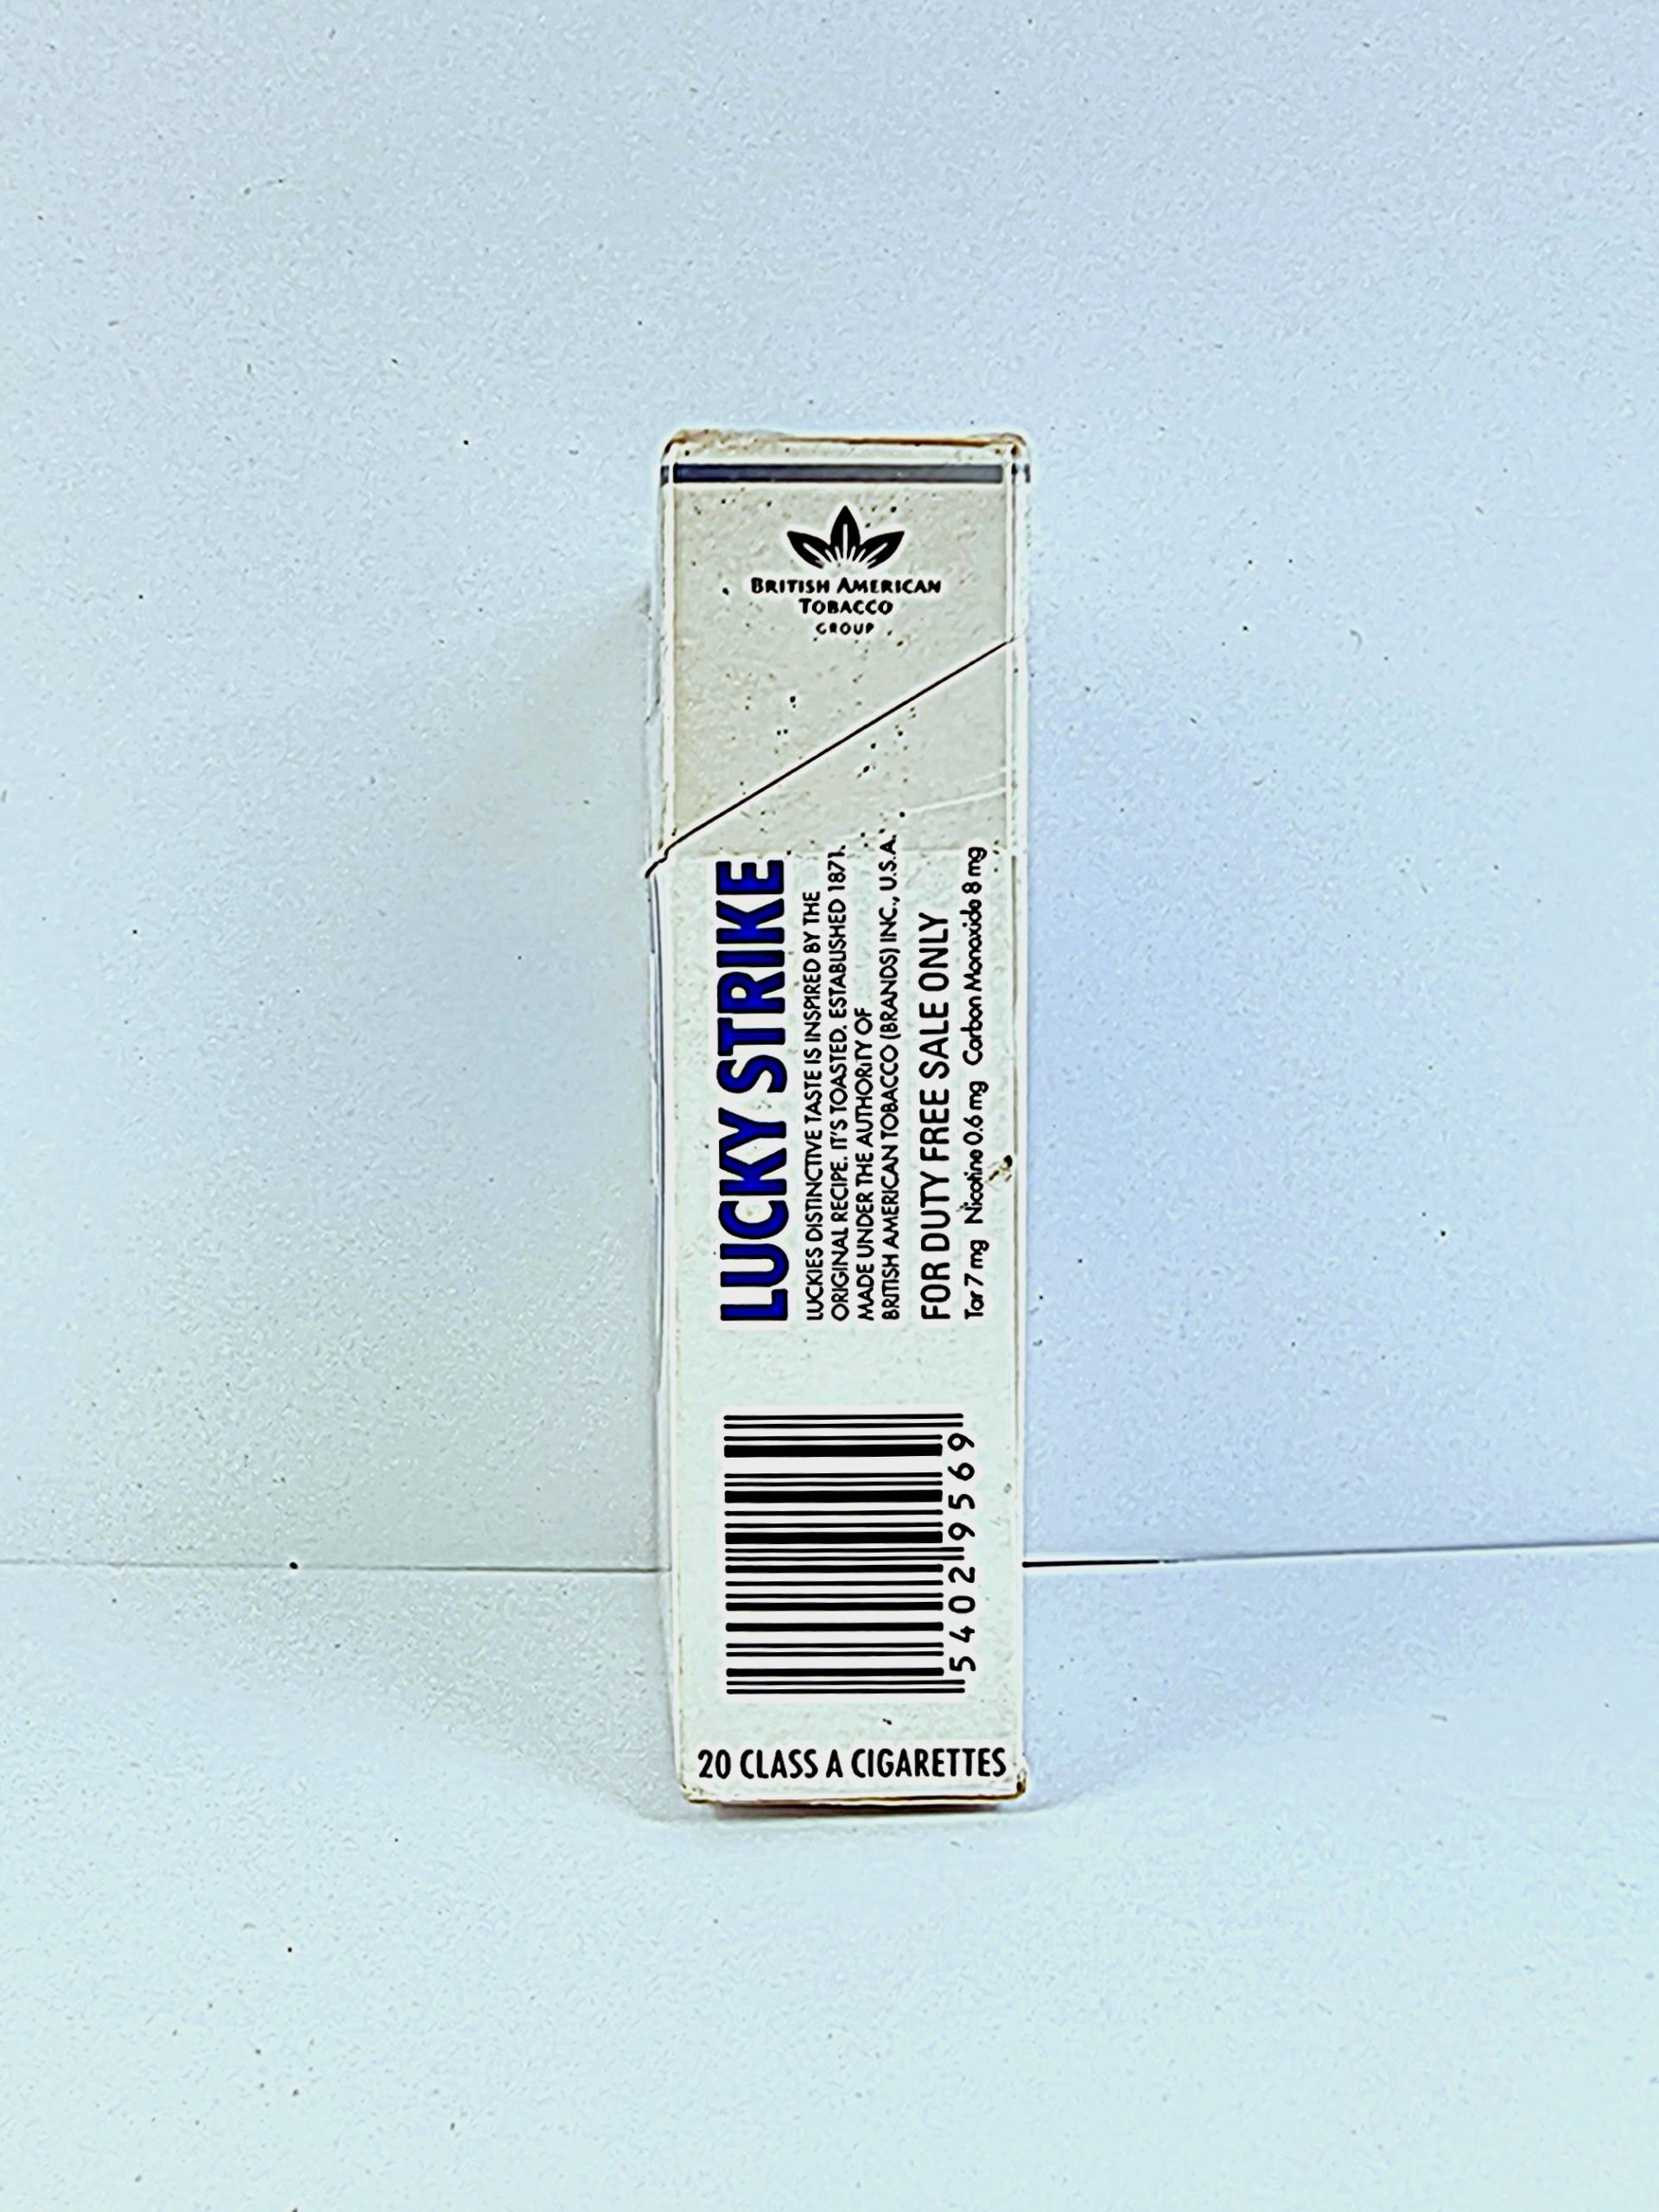 BRITISH AMERICAN
TOBACCO
GROUP
LUCKY STRIKE
LUCKIES DISTINCTIVE TASTE IS INSPIRED BY THE
ORIGINAL RECIPE. IT'S TOASTED. ESTABLISHED 1871.
MADE UNDER THE AUTHORITY OF
BRITISH AMERICAN TOBACCO (BRANDS) INC., U.S.A.
FOR DUTY FREE SALE ONLY
Tar 7 mg Nicotine 0.6 mg Carbon Monoxide 8 mg
5402 9569
20 CLASS A CIGARETTES